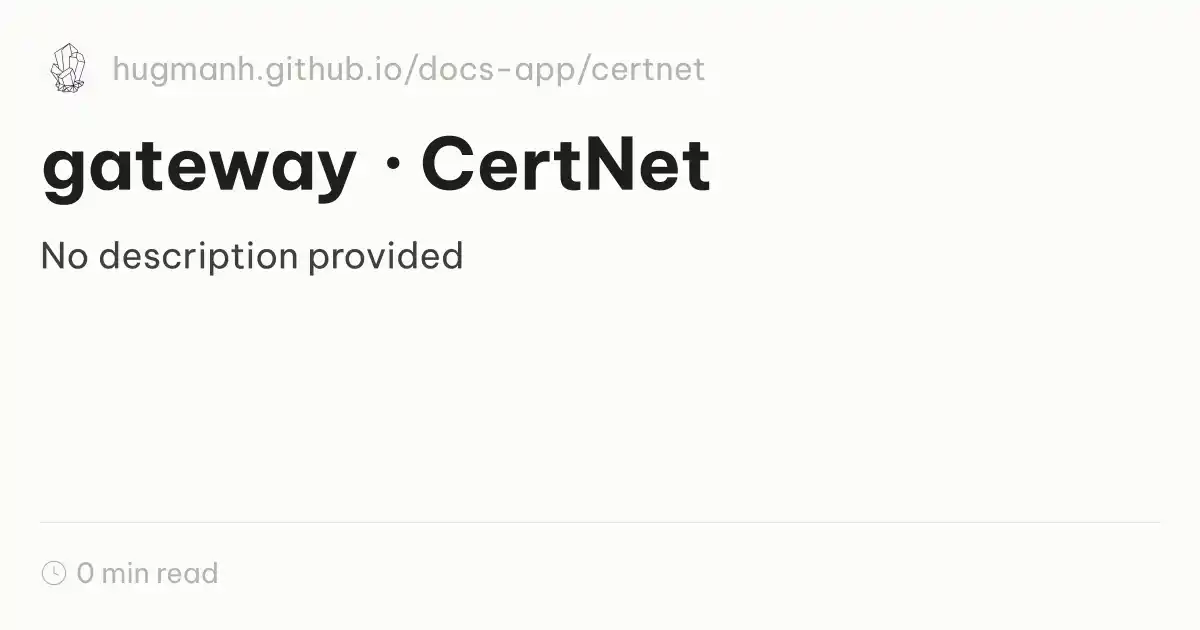 hugmanh.github.io/docs-app/certnet
gateway · CertNet
No description provided
0 min read